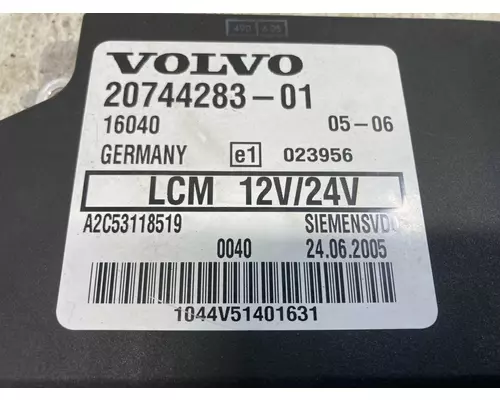 VOLVO
20744283-01
16040 05-06
GERMANY e1 023956
LCM 12V/24V
A2C53118519 SIEMENSVDO
0040 24.06.2005
1044V51401631